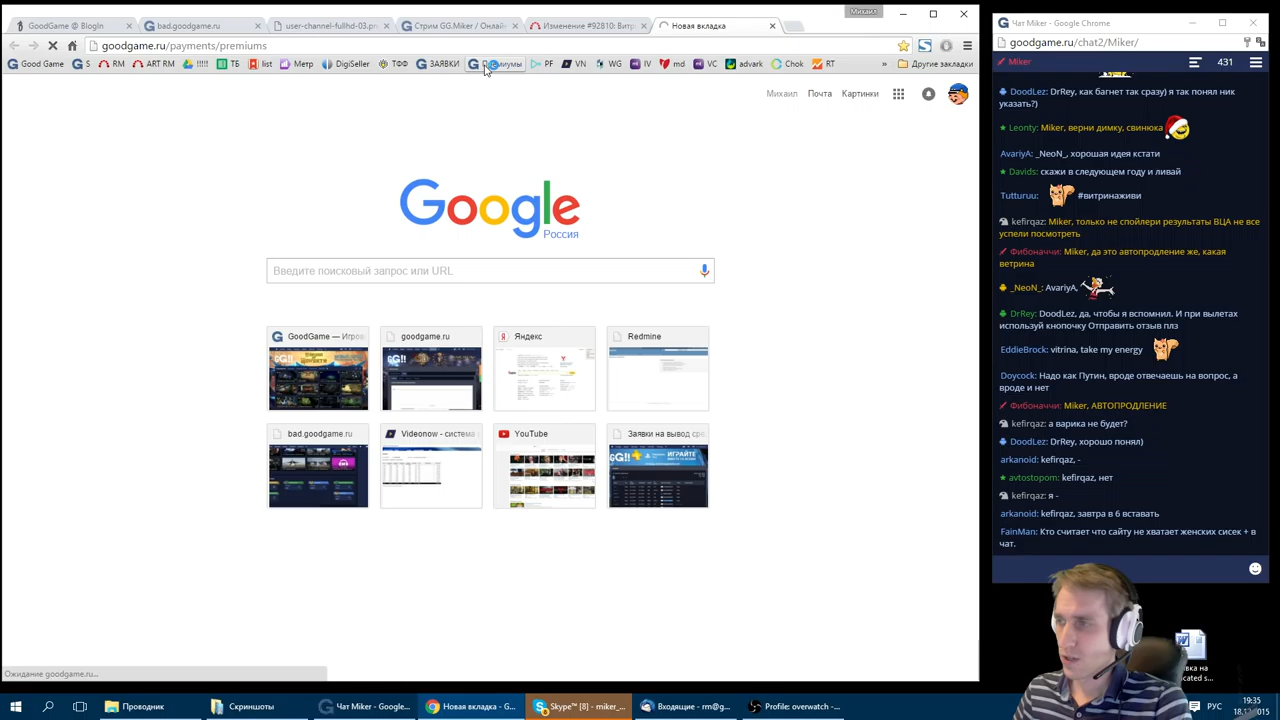 Михаил
GoodGame @ BlogIn
bad.goodgame.ru
user-channel-fullhd-03.pn
Стрим GG.Miker / Онлайн
Изменение #92810: Витр
Новая вкладка
goodgame.ru/payments/premiums
Good Game
S
RM
ART RM
!!!!!
ТБ
list
Метр
DigiSeller
ТФФ
ЗАЯВКИ
PF
VN
WG
IV
md
VC
advark
Chok
RT
»
Другие закладки
Михаил
Почта
Картинки
Google
Россия
Введите поисковый запрос или URL
GoodGame — Игров
goodgame.ru
Яндекс
Redmine
bad.goodgame.ru
Videonow - система
YouTube
Заявки на вывод сре
Ожидание goodgame.ru...
Чат Miker - Google Chrome
goodgame.ru/chat2/Miker/
Miker
431
DoodLez: DrRey, как багнет так сразу) я так понял ник
указать?)
Leonty: Miker, верни димку, свинюка
AvariyA: _NeoN_, хорошая идея кстати
Davids: скажи в следующем году и ливай
Tutturuu: #витринаживи
kefirqaz: Miker, только не спойлери результаты ВЦА не все
успели посмотреть
Фибоначчи: Miker, да это автопродление же, какая
ветрина
_NeoN_: AvariyA,
DrRey: DoodLez, да, чтобы я вспомнил. И при вылетах
используй кнопочку Отправить отзыв плз
EddieBrock: vitrina, take my energy
Doycock: Надо как Путин, вроде отвечаешь на вопрос, а
вроде и нет
Фибоначчи: Miker, АВТОПРОДЛЕНИЕ
kefirqaz: а варика не будет?
DoodLez: DrRey, хорошо понял)
arkanoid: kefirqaz, -
avtostopom: kefirqaz, нет
kefirqaz: я -
arkanoid: kefirqaz, завтра в 6 вставать
FainMan: Кто считает что сайту не хватает женских сисек + в
чат.
Проводник
Скриншоты
Чат Miker - Google...
Новая вкладка - G...
Skype™ [8] - miker_...
Входящие - rm@g...
Profile: overwatch -...
РУС
19:35